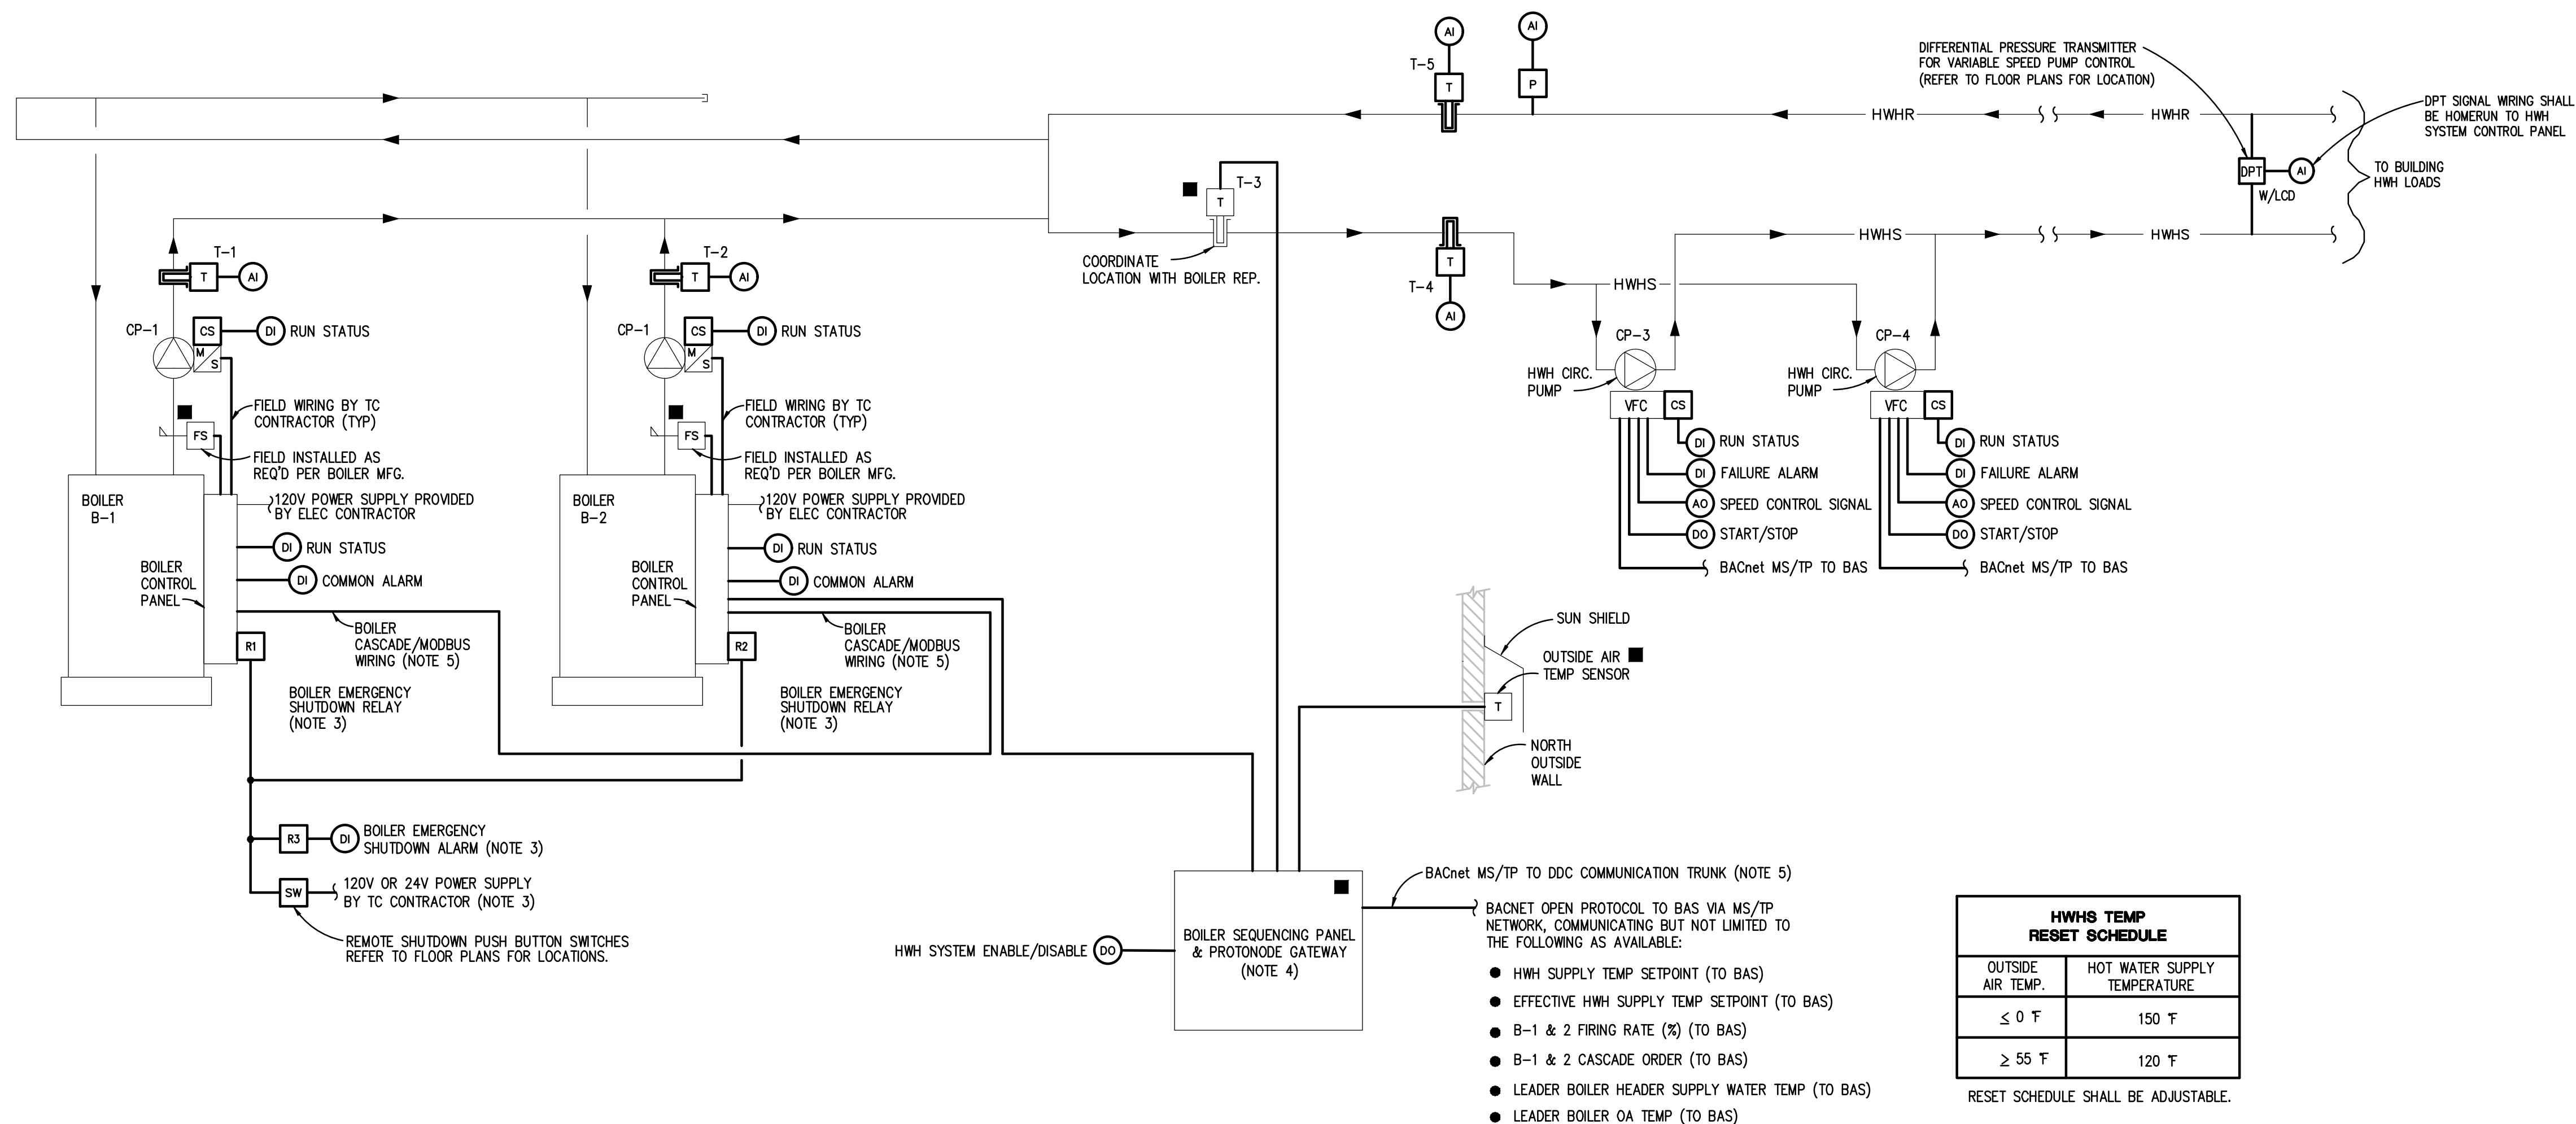 AI
AI
T-5
T
P
DIFFERENTIAL PRESSURE TRANSMITTER
FOR VARIABLE SPEED PUMP CONTROL
(REFER TO FLOOR PLANS FOR LOCATION)
HWHR
HWHR
DPT SIGNAL WIRING SHALL
BE HOMERUN TO HWH
SYSTEM CONTROL PANEL
DPT
AI
W/LCD
TO BUILDING
HWH LOADS
T-3
T
COORDINATE
LOCATION WITH BOILER REP.
T
T-4
AI
HWHS
HWHS
HWHS
T-1
T
AI
T-2
T
AI
CP-1
CS
DI
RUN STATUS
M
S
CP-1
CS
DI
RUN STATUS
M
S
FIELD WIRING BY TC
CONTRACTOR (TYP)
FIELD WIRING BY TC
CONTRACTOR (TYP)
FS
FS
FIELD INSTALLED AS
REQ'D PER BOILER MFG.
FIELD INSTALLED AS
REQ'D PER BOILER MFG.
CP-3
HWH CIRC.
PUMP
VFC
CS
DI
RUN STATUS
DI
FAILURE ALARM
AO
SPEED CONTROL SIGNAL
DO
START/STOP
BACnet MS/TP TO BAS
CP-4
HWH CIRC.
PUMP
VFC
CS
DI
RUN STATUS
DI
FAILURE ALARM
AO
SPEED CONTROL SIGNAL
DO
START/STOP
BACnet MS/TP TO BAS
BOILER
B-1
120V POWER SUPPLY PROVIDED
BY ELEC CONTRACTOR
DI
RUN STATUS
DI
COMMON ALARM
BOILER
CONTROL
PANEL
R1
BOILER
CASCADE/MODBUS
WIRING (NOTE 5)
BOILER EMERGENCY
SHUTDOWN RELAY
(NOTE 3)
BOILER
B-2
120V POWER SUPPLY PROVIDED
BY ELEC CONTRACTOR
DI
RUN STATUS
DI
COMMON ALARM
BOILER
CONTROL
PANEL
R2
BOILER
CASCADE/MODBUS
WIRING (NOTE 5)
BOILER EMERGENCY
SHUTDOWN RELAY
(NOTE 3)
SUN SHIELD
OUTSIDE AIR
TEMP SENSOR
T
NORTH
OUTSIDE
WALL
R3
DI
BOILER EMERGENCY
SHUTDOWN ALARM (NOTE 3)
SW
120V OR 24V POWER SUPPLY
BY TC CONTRACTOR (NOTE 3)
REMOTE SHUTDOWN PUSH BUTTON SWITCHES
REFER TO FLOOR PLANS FOR LOCATIONS.
HWH SYSTEM ENABLE/DISABLE
DO
BOILER SEQUENCING PANEL
& PROTONODE GATEWAY
(NOTE 4)
BACnet MS/TP TO DDC COMMUNICATION TRUNK (NOTE 5)
BACNET OPEN PROTOCOL TO BAS VIA MS/TP
NETWORK, COMMUNICATING BUT NOT LIMITED TO
THE FOLLOWING AS AVAILABLE:
● HWH SUPPLY TEMP SETPOINT (TO BAS)
● EFFECTIVE HWH SUPPLY TEMP SETPOINT (TO BAS)
● B-1 & 2 FIRING RATE (%) (TO BAS)
● B-1 & 2 CASCADE ORDER (TO BAS)
● LEADER BOILER HEADER SUPPLY WATER TEMP (TO BAS)
● LEADER BOILER OA TEMP (TO BAS)
HWHS TEMP
RESET SCHEDULE
OUTSIDE
AIR TEMP.
HOT WATER SUPPLY
TEMPERATURE
≤ 0 °F
150 °F
≥ 55 °F
120 °F
RESET SCHEDULE SHALL BE ADJUSTABLE.